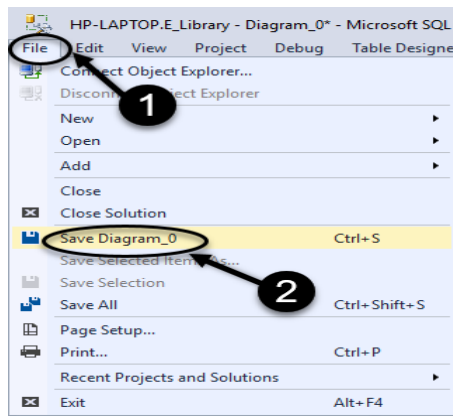 HP-LAPTOP.E_Library - Diagram_0* - Microsoft SQL
File Edit View Project Debug Table Designe
Connect Object Explorer...
Disconn ject Explorer
1
New
Open
Add
Close
Close Solution
Save Diagram_0 Ctrl+S
Save Selected Items As...
Save Selection
2
Save All Ctrl+Shift+S
Page Setup...
Print... Ctrl+P
Recent Projects and Solutions
Exit Alt+F4